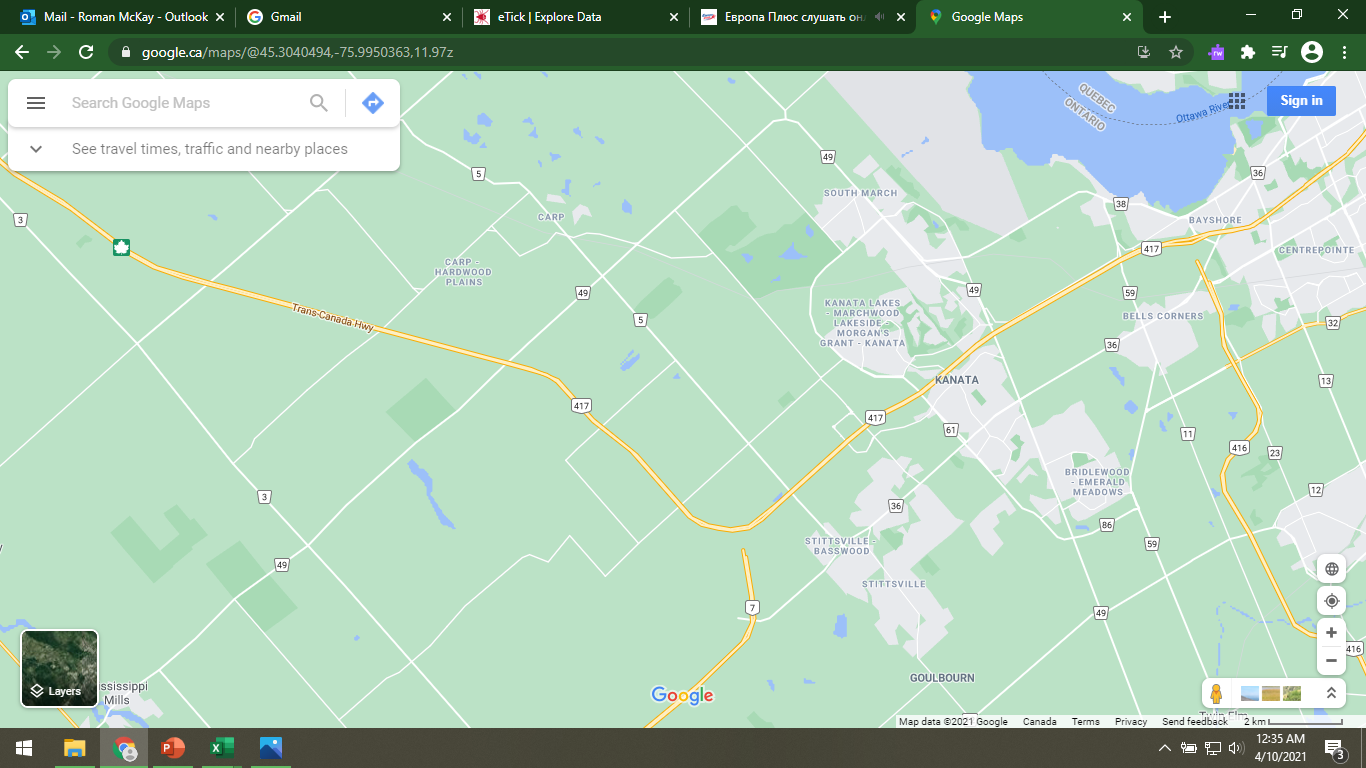 Mail - Roman McKay - Outlook
Gmail
eTick | Explore Data
Европа Плюс слушать он
Google Maps
google.ca/maps/@45.3040494,-75.9950363,11.97z
Search Google Maps
Sign in
See travel times, traffic and nearby places
QUEBEC
ONTARIO
Ottawa River
49
36
5
SOUTH MARCH
38
3
CARP
BAYSHORE
417
CENTREPOINTE
CARP -
HARDWOOD
PLAINS
49
49
59
KANATA LAKES
- MARCHWOOD
LAKESIDE -
MORGAN'S
GRANT - KANATA
Trans-Canada Hwy
5
BELLS CORNERS
32
36
KANATA
13
417
417
61
11
416
23
BRIDLEWOOD
- EMERALD
MEADOWS
12
3
36
86
STITTSVILLE -
BASSWOOD
59
49
STITTSVILLE
7
49
416
GOULBOURN
Mills
Layers
Google
Twin Elm
Map data ©2021 Google
Canada
Terms
Privacy
Send feedback
2 km
12:35 AM
4/10/2021
3